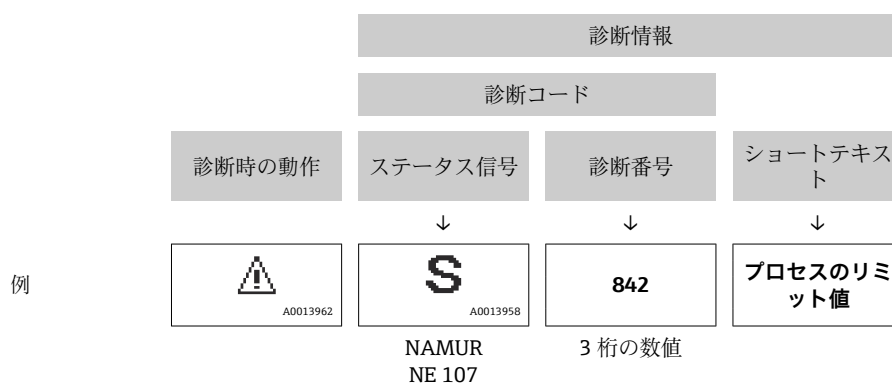 診断情報
診断コード
診断時の動作
ステータス信号
診断番号
ショートテキス
ト
↓
↓
↓
例
A0013962
S
A0013958
842
プロセスのリミ
ット値
NAMUR
NE 107
3 桁の数値